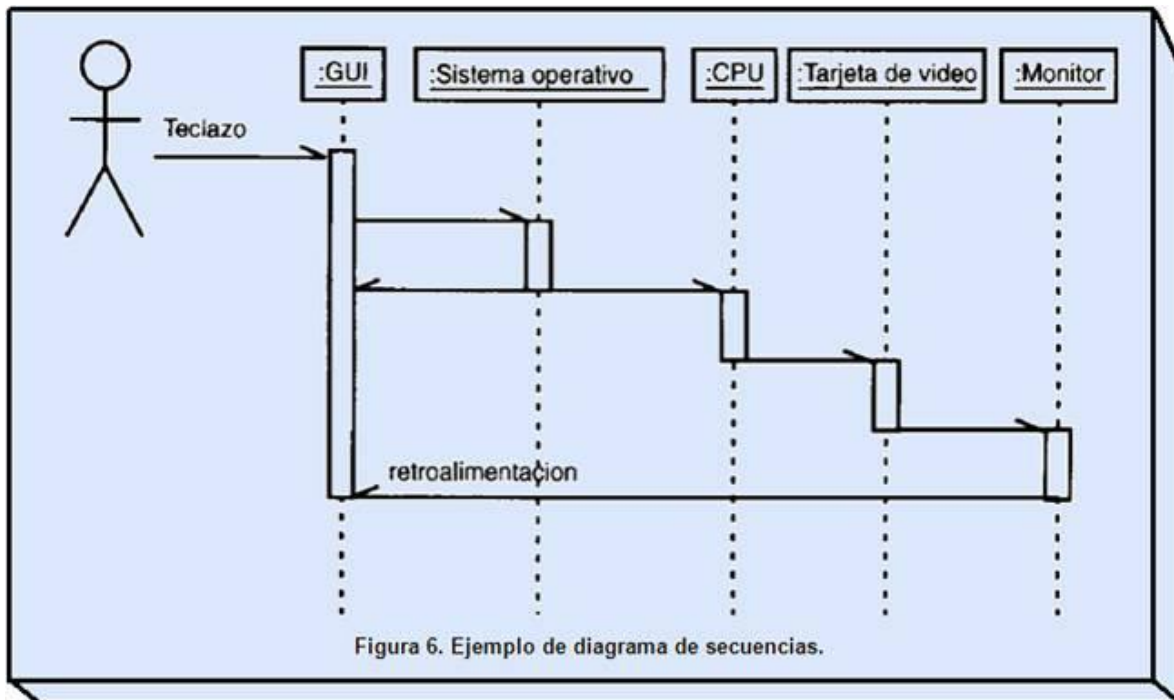 :GUI
:Sistema operativo
:CPU
:Tarjeta de video
:Monitor
Teclazo
retroalimentacion
Figura 6. Ejemplo de diagrama de secuencias.